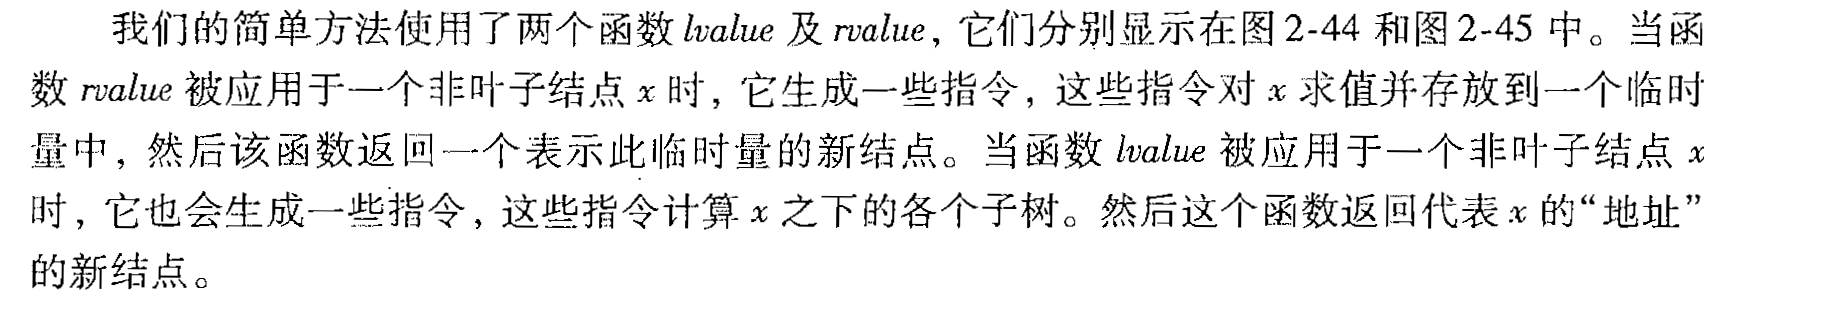 我们的简单方法使用了两个函数 lvalue 及 rvalue，它们分别显示在图 2-44 和图 2-45 中。当函
数 rvalue 被应用于一个非叶子结点 x 时，它生成一些指令，这些指令对 x 求值并存放到一个临时
量中，然后该函数返回一个表示此临时量的新结点。当函数 lvalue 被应用于一个非叶子结点 x
时，它也会生成一些指令，这些指令计算 x 之下的各个子树。然后这个函数返回代表 x 的“地址”
的新结点。